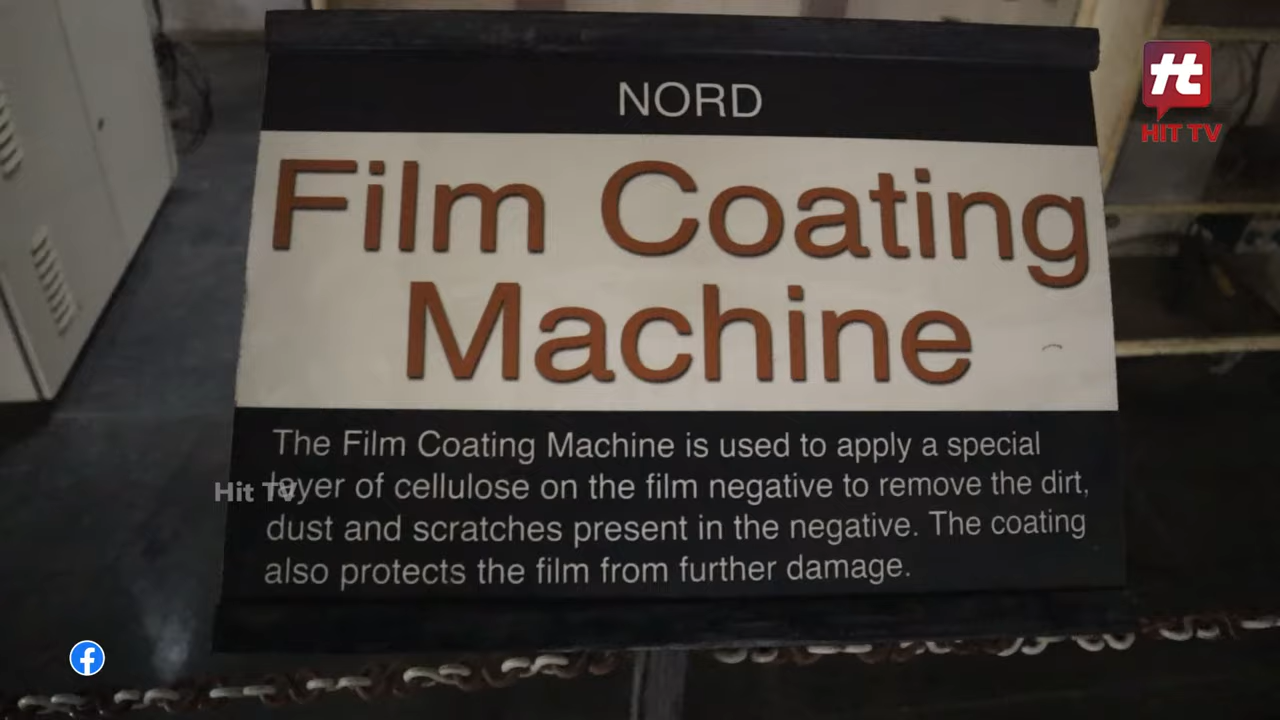 NORD
Film Coating
Machine
The Film Coating Machine is used to apply a special
layer of cellulose on the film negative to remove the dirt,
dust and scratches present in the negative. The coating
also protects the film from further damage.
Hit TV
HIT TV